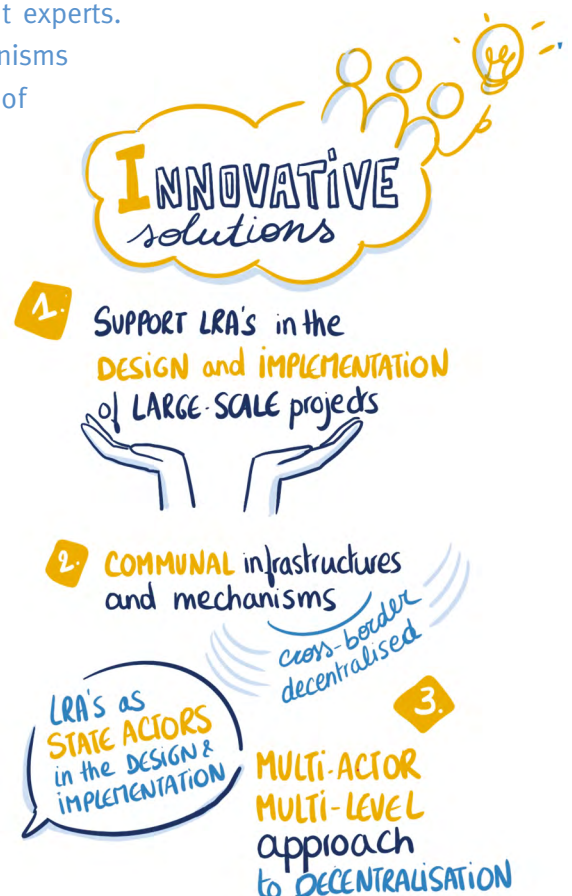 t experts.
nisms
of
INNOVATIVE
solutions
1.
SUPPORT LRA'S in the
DESIGN and IMPLEMENTATION
of LARGE-SCALE projects
2.
COMMUNAL infrastructures
and mechanisms
cross-border
decentralised
LRA'S as
STATE ACTORS
in the DESIGN &
IMPLEMENTATION
3.
MULTI-ACTOR
MULTI-LEVEL
approach
to DECENTRALISATION